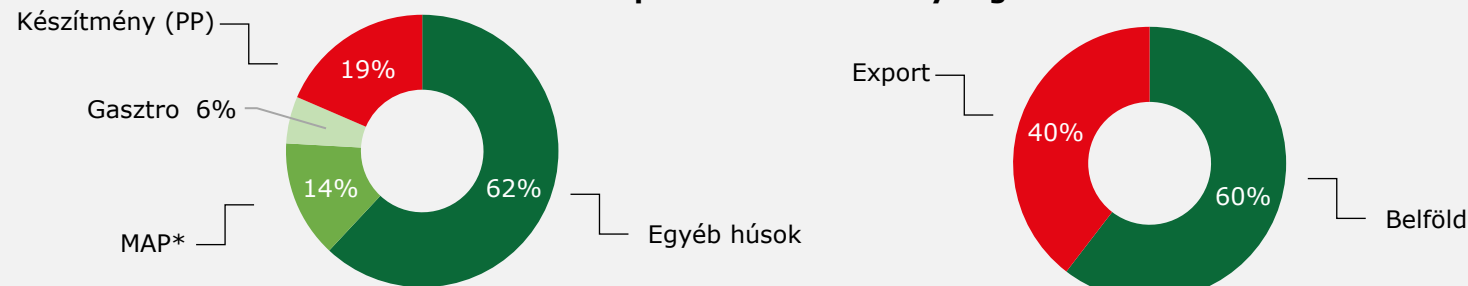 Készítmény (PP)
19%
Gasztro 6%
14%
62%
MAP*
Egyéb húsok
Export
40%
60%
Belföld